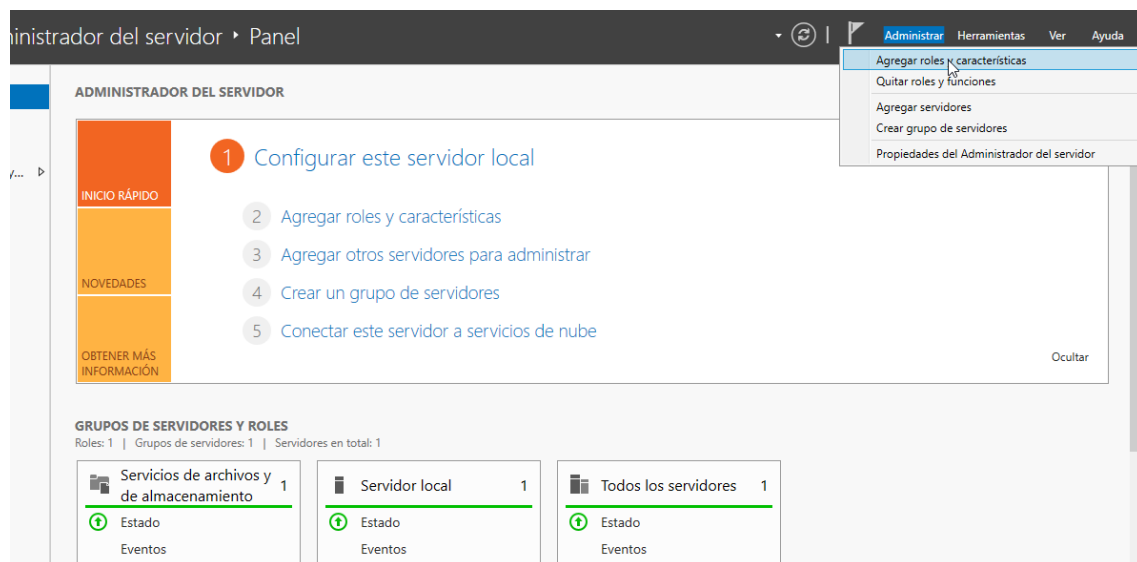 ninistrador del servidor ‣ Panel
Administrar Herramientas Ver Ayuda
Agregar roles y características
Quitar roles y funciones
Agregar servidores
Crear grupo de servidores
Propiedades del Administrador del servidor
y...
ADMINISTRADOR DEL SERVIDOR
INICIO RÁPIDO
NOVEDADES
OBTENER MÁS
INFORMACIÓN
1 Configurar este servidor local
2 Agregar roles y características
3 Agregar otros servidores para administrar
4 Crear un grupo de servidores
5 Conectar este servidor a servicios de nube
Ocultar
GRUPOS DE SERVIDORES Y ROLES
Roles: 1 | Grupos de servidores: 1 | Servidores en total: 1
Servicios de archivos y
de almacenamiento 1
Estado
Eventos
Servidor local 1
Estado
Eventos
Todos los servidores 1
Estado
Eventos